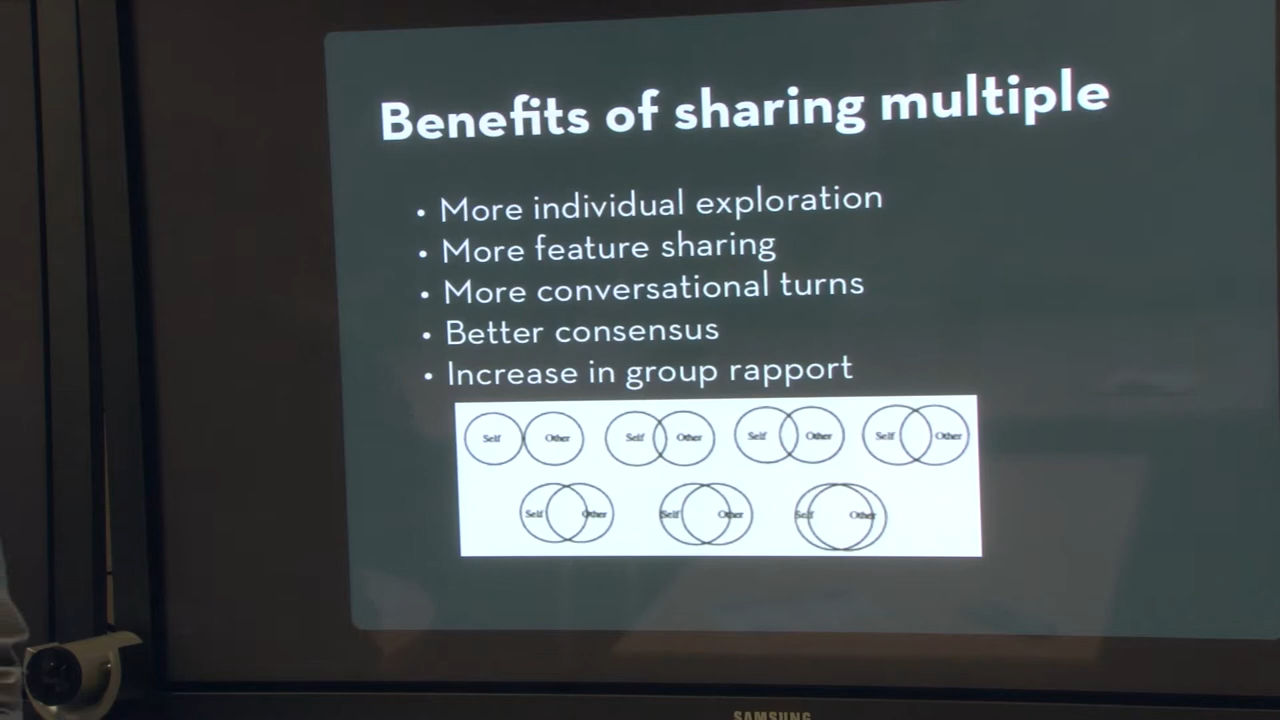 Benefits of sharing multiple
• More individual exploration
• More feature sharing
• More conversational turns
• Better consensus
• Increase in group rapport
Self Other Self Other Self Other Self Other
Self Other Self Other Self Other
SAMSUNG